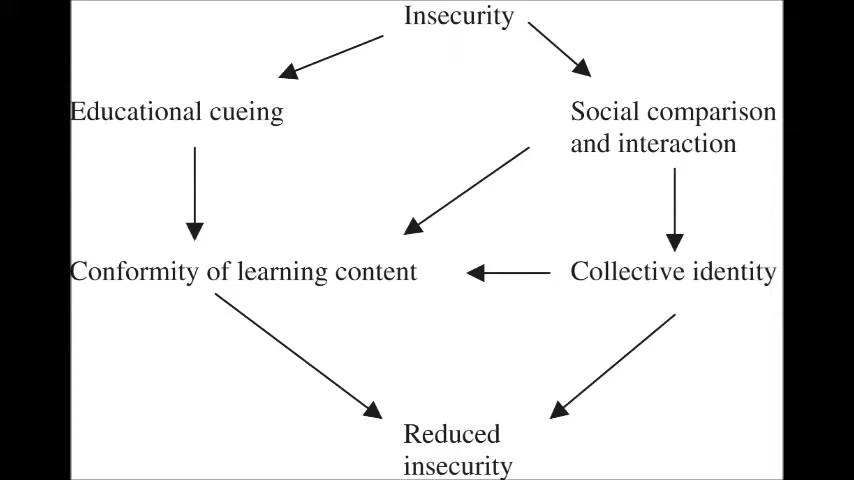 Insecurity
Educational cueing
Social comparison
and interaction
Conformity of learning content
Collective identity
Reduced
insecurity